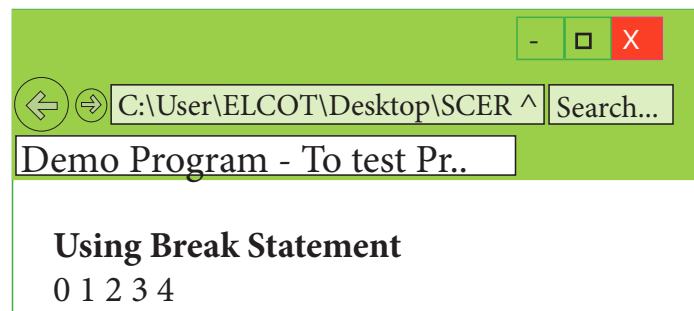 - X
C:\User\ELCOT\Desktop\SCER ^ Search...
Demo Program - To test Pr..
Using Break Statement
0 1 2 3 4